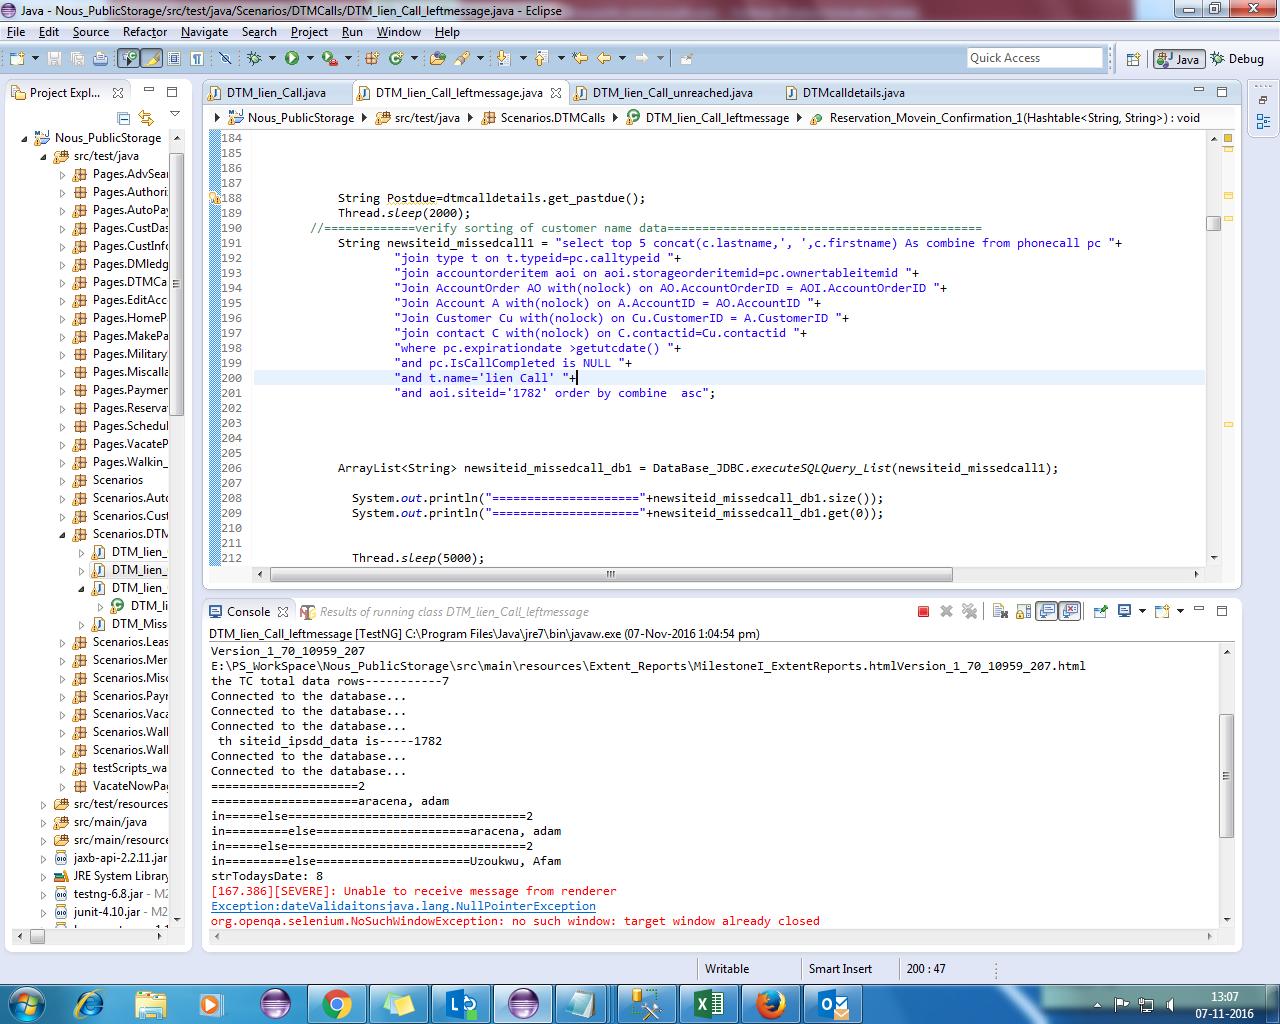 Java - Nous_PublicStorage/src/test/java/Scenarios/DTMCalls/DTM_lien_Call_leftmessage.java - Eclipse
File Edit Source Refactor Navigate Search Project Run Window Help
Quick Access
Java
Debug
Project Expl...
DTM_lien_Call.java
DTM_lien_Call_leftmessage.java
DTM_lien_Call_unreached.java
DTMcalldetails.java
Nous_PublicStorage
src/test/java
Scenarios.DTMCalls
DTM_lien_Call_leftmessage
Reservation_Movein_Confirmation_1(Hashtable<String, String>) : void
Nous_PublicStorage
src/test/java
Pages.AdvSear
Pages.Authori
Pages.AutoPay
Pages.CustDas
Pages.CustInfo
Pages.DMledg
Pages.DTMCa
Pages.EditAcc
Pages.HomeP
Pages.MakePa
Pages.Military
Pages.Miscalla
Pages.Paymen
Pages.Reserva
Pages.Schedul
Pages.VacateP
Pages.Walkin_
Scenarios
Scenarios.Auto
Scenarios.Cust
Scenarios.DTM
DTM_lien_
DTM_lien_
DTM_lien_
DTM_li
DTM_Miss
Scenarios.Leas
Scenarios.Mer
Scenarios.Misc
Scenarios.Payr
Scenarios.Vaca
Scenarios.Wall
Scenarios.Wall
testScripts_wa
VacateNowPag
src/test/resources
src/main/java
src/main/resource
jaxb-api-2.2.11.jar
JRE System Library
testng-6.8.jar - M2
junit-4.10.jar - M2
184
185
186
187
188 String Postdue=dtmcalldetails.get_pastdue();
189 Thread.sleep(2000);
190 //=============verify sorting of customer name data=============================================
191 String newsiteid_missedcall1 = "select top 5 concat(c.lastname,', ',c.firstname) As combine from phonecall pc "+
192 "join type t on t.typeid=pc.calltypeid "+
193 "join accountorderitem aoi on aoi.storageorderitemid=pc.ownertableitemid "+
194 "Join AccountOrder AO with(nolock) on AO.AccountOrderID = AOI.AccountOrderID "+
195 "Join Account A with(nolock) on A.AccountID = AO.AccountID "+
196 "Join Customer Cu with(nolock) on Cu.CustomerID = A.CustomerID "+
197 "join contact C with(nolock) on C.contactid=Cu.contactid "+
198 "where pc.expirationdate >getutcdate() "+
199 "and pc.IsCallCompleted is NULL "+
200 "and t.name='lien Call' "+
201 "and aoi.siteid='1782' order by combine  asc";
202
203
204
205
206 ArrayList<String> newsiteid_missedcall_db1 = DataBase_JDBC.executeSQLQuery_List(newsiteid_missedcall1);
207
208 System.out.println("====================="+newsiteid_missedcall_db1.size());
209 System.out.println("====================="+newsiteid_missedcall_db1.get(0));
210
211
212 Thread.sleep(5000);
Console
Results of running class DTM_lien_Call_leftmessage
DTM_lien_Call_leftmessage [TestNG] C:\Program Files\Java\jre7\bin\javaw.exe (07-Nov-2016 1:04:54 pm)
Version_1_70_10959_207
E:\PS_WorkSpace\Nous_PublicStorage\src\main\resources\Extent_Reports\MilestoneI_ExtentReports.htmlVersion_1_70_10959_207.html
the TC total data rows-----------7
Connected to the database...
Connected to the database...
Connected to the database...
th siteid_ipsdd_data is-----1782
Connected to the database...
Connected to the database...
=====================2
=====================aracena, adam
in=====else==================================2
in=========else======================aracena, adam
in=====else==================================2
in=========else======================Uzoukwu, Afam
strTodaysDate: 8
[167.386][SEVERE]: Unable to receive message from renderer
Exception:dateValidaitonsjava.lang.NullPointerException
org.openqa.selenium.NoSuchWindowException: no such window: target window already closed
Writable
Smart Insert
200 : 47
13:07
07-11-2016